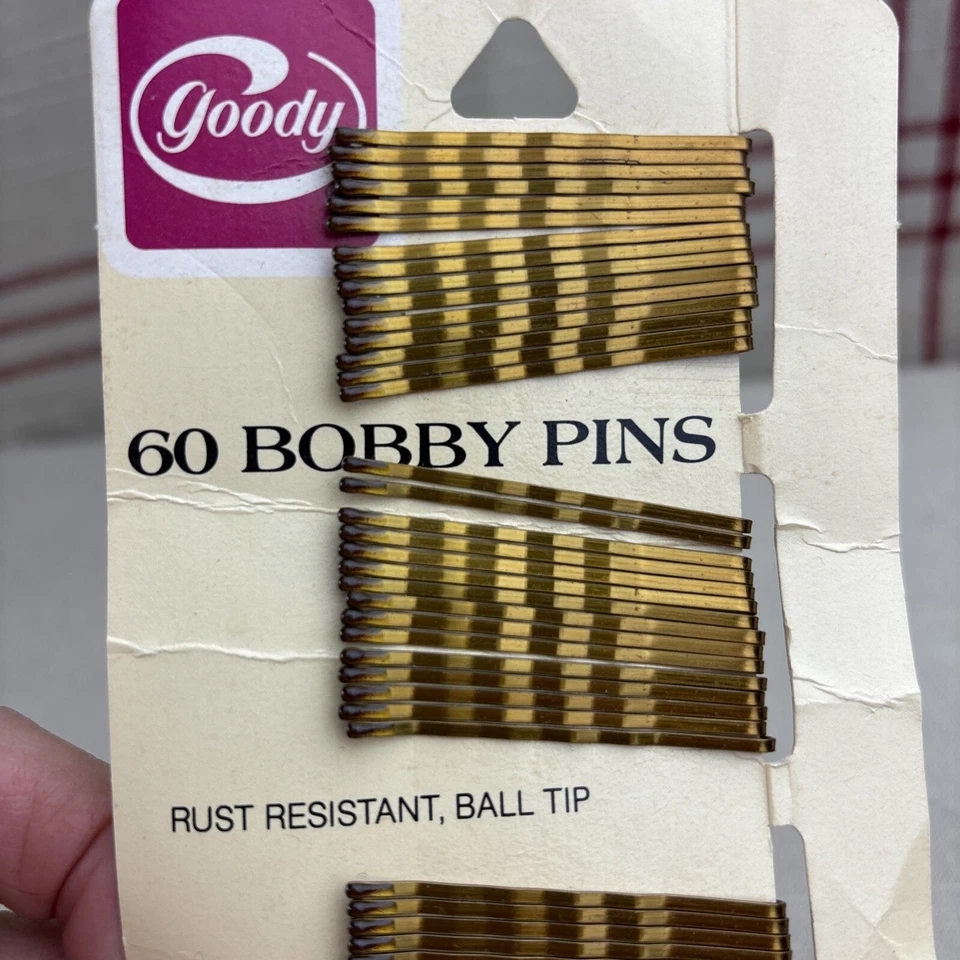 goody
60 BOBBY PINS
RUST RESISTANT, BALL TIP